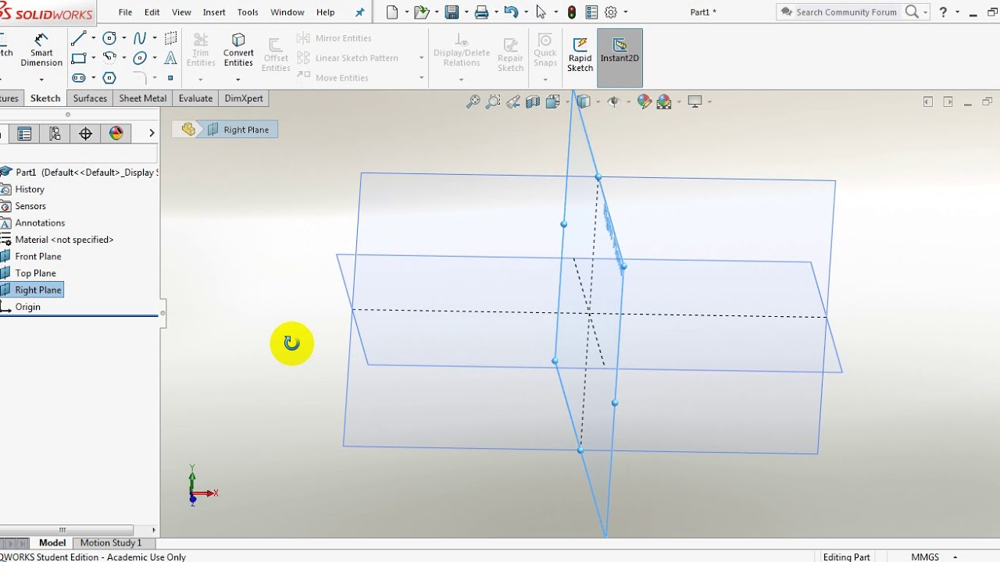 SOLIDWORKS
File Edit View Insert Tools Window Help
Part1 *
Search Community Forum
?
tch
Smart Dimension
Trim Entities
Convert Entities
Offset Entities
Mirror Entities
Linear Sketch Pattern
Move Entities
Display/Delete Relations
Repair Sketch
Quick Snaps
Rapid Sketch
Instant2D
tures Sketch Surfaces Sheet Metal Evaluate DimXpert
Right Plane
Part1 (Default<<Default>_Display S
History
Sensors
Annotations
Material <not specified>
Front Plane
Top Plane
Right Plane
Origin
Y
X
Z
Model Motion Study 1
QWORKS Student Edition - Academic Use Only
Editing Part
MMGS